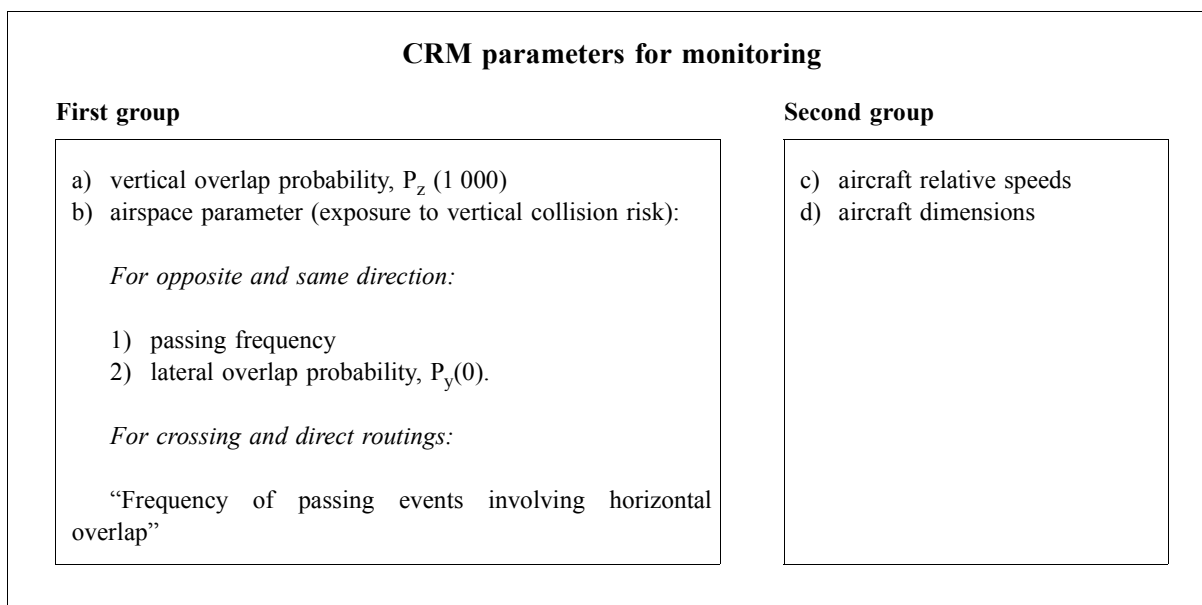 CRM parameters for monitoring
First group
a) vertical overlap probability, Pz (1 000)
b) airspace parameter (exposure to vertical collision risk):
For opposite and same direction:
1) passing frequency
2) lateral overlap probability, Py(0).
For crossing and direct routings:
“Frequency of passing events involving horizontal
overlap”
Second group
c) aircraft relative speeds
d) aircraft dimensions